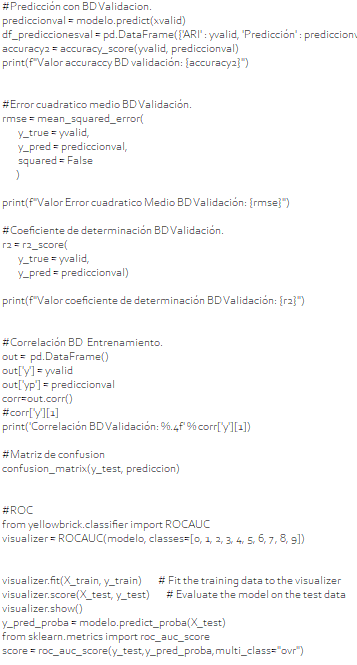 #Predicción con BD Validacion.
prediccionval = modelo.predict(xvalid)
df_prediccionesval = pd.DataFrame({'ARI' : yvalid, 'Predicción' : prediccionv
accuracy2 = accuracy_score(yvalid, prediccionval)
print(f"Valor accuraccy BD validación: {accuracy2}")
#Error cuadratico medio BD Validación.
rmse = mean_squared_error(
y_true = yvalid,
y_pred = prediccionval,
squared = False
)
print(f"Valor Error cuadratico Medio BD Validación: {rmse}")
#Coeficiente de determinación BD Validación.
r2 = r2_score(
y_true = yvalid,
y_pred = prediccionval)
print(f"Valor coeficiente de determinación BD Validación: {r2}")
#Correlación BD Entrenamiento.
out = pd.DataFrame()
out['y'] = yvalid
out['yp'] = prediccionval
corr=out.corr()
#corr['y'][1]
print('Correlación BD Validación: %.4f' % corr['y'][1])
#Matriz de confusion
confusion_matrix(y_test, prediccion)
#ROC
from yellowbrick.classifier import ROCAUC
visualizer = ROCAUC(modelo, classes=[0, 1, 2, 3, 4, 5, 6, 7, 8, 9])
visualizer.fit(X_train, y_train) # Fit the training data to the visualizer
visualizer.score(X_test, y_test) # Evaluate the model on the test data
visualizer.show()
y_pred_proba = modelo.predict_proba(X_test)
from sklearn.metrics import roc_auc_score
score = roc_auc_score(y_test,y_pred_proba,multi_class="ovr")